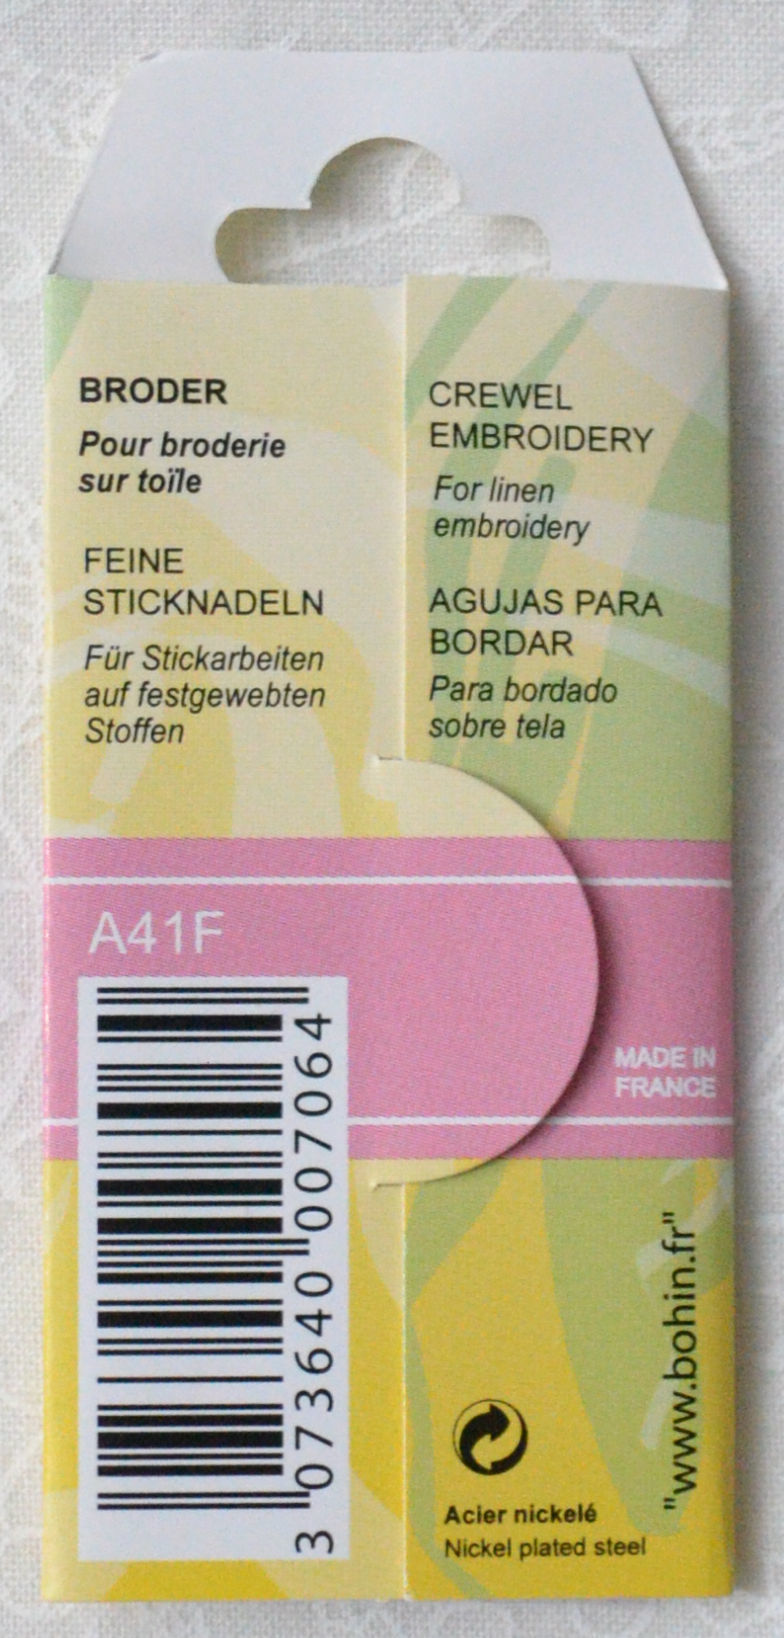 BRODER
Pour broderie
sur toïle
FEINE
STICKNADELN
Für Stickarbeiten
auf festgewebten
Stoffen
CREWEL
EMBROIDERY
For linen
embroidery
AGUJAS PARA
BORDAR
Para bordado
sobre tela
A41F
3 073640 007064
MADE IN
FRANCE
"www.bohin.fr"
Acier nickelé
Nickel plated steel